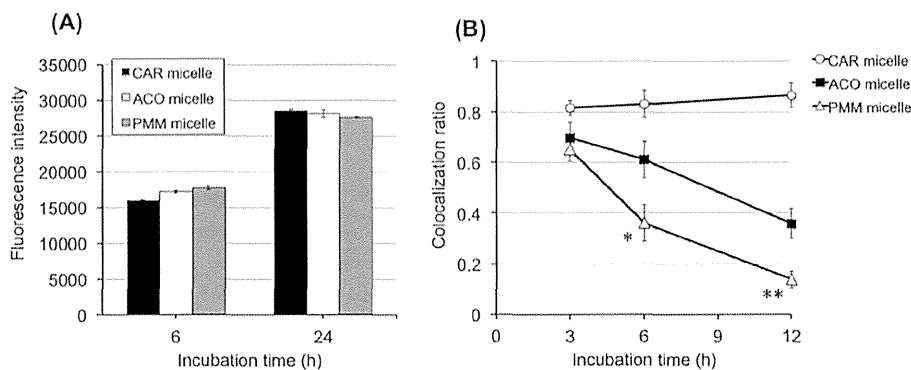 (A)
Fluorescence intensity
35000
30000
25000
20000
15000
10000
5000
0
CAR micelle
ACO micelle
PMM micelle
6
24
Incubation time (h)
(B)
Colocalization ratio
1
0.8
0.6
0.4
0.2
0
CAR micelle
ACO micelle
PMM micelle
*
**
0
3
6
9
12
Incubation time (h)